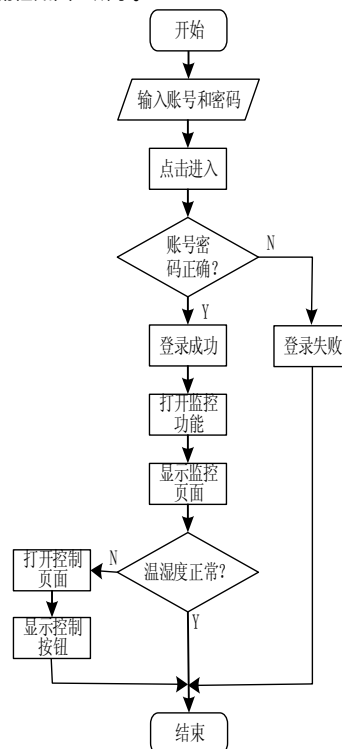 开始
输入账号和密码
点击进入
账号密
码正确?
N
Y
登录成功
登录失败
打开监控
功能
显示监控
页面
温湿度正常?
N
Y
打开控制
页面
显示控制
按钮
结束